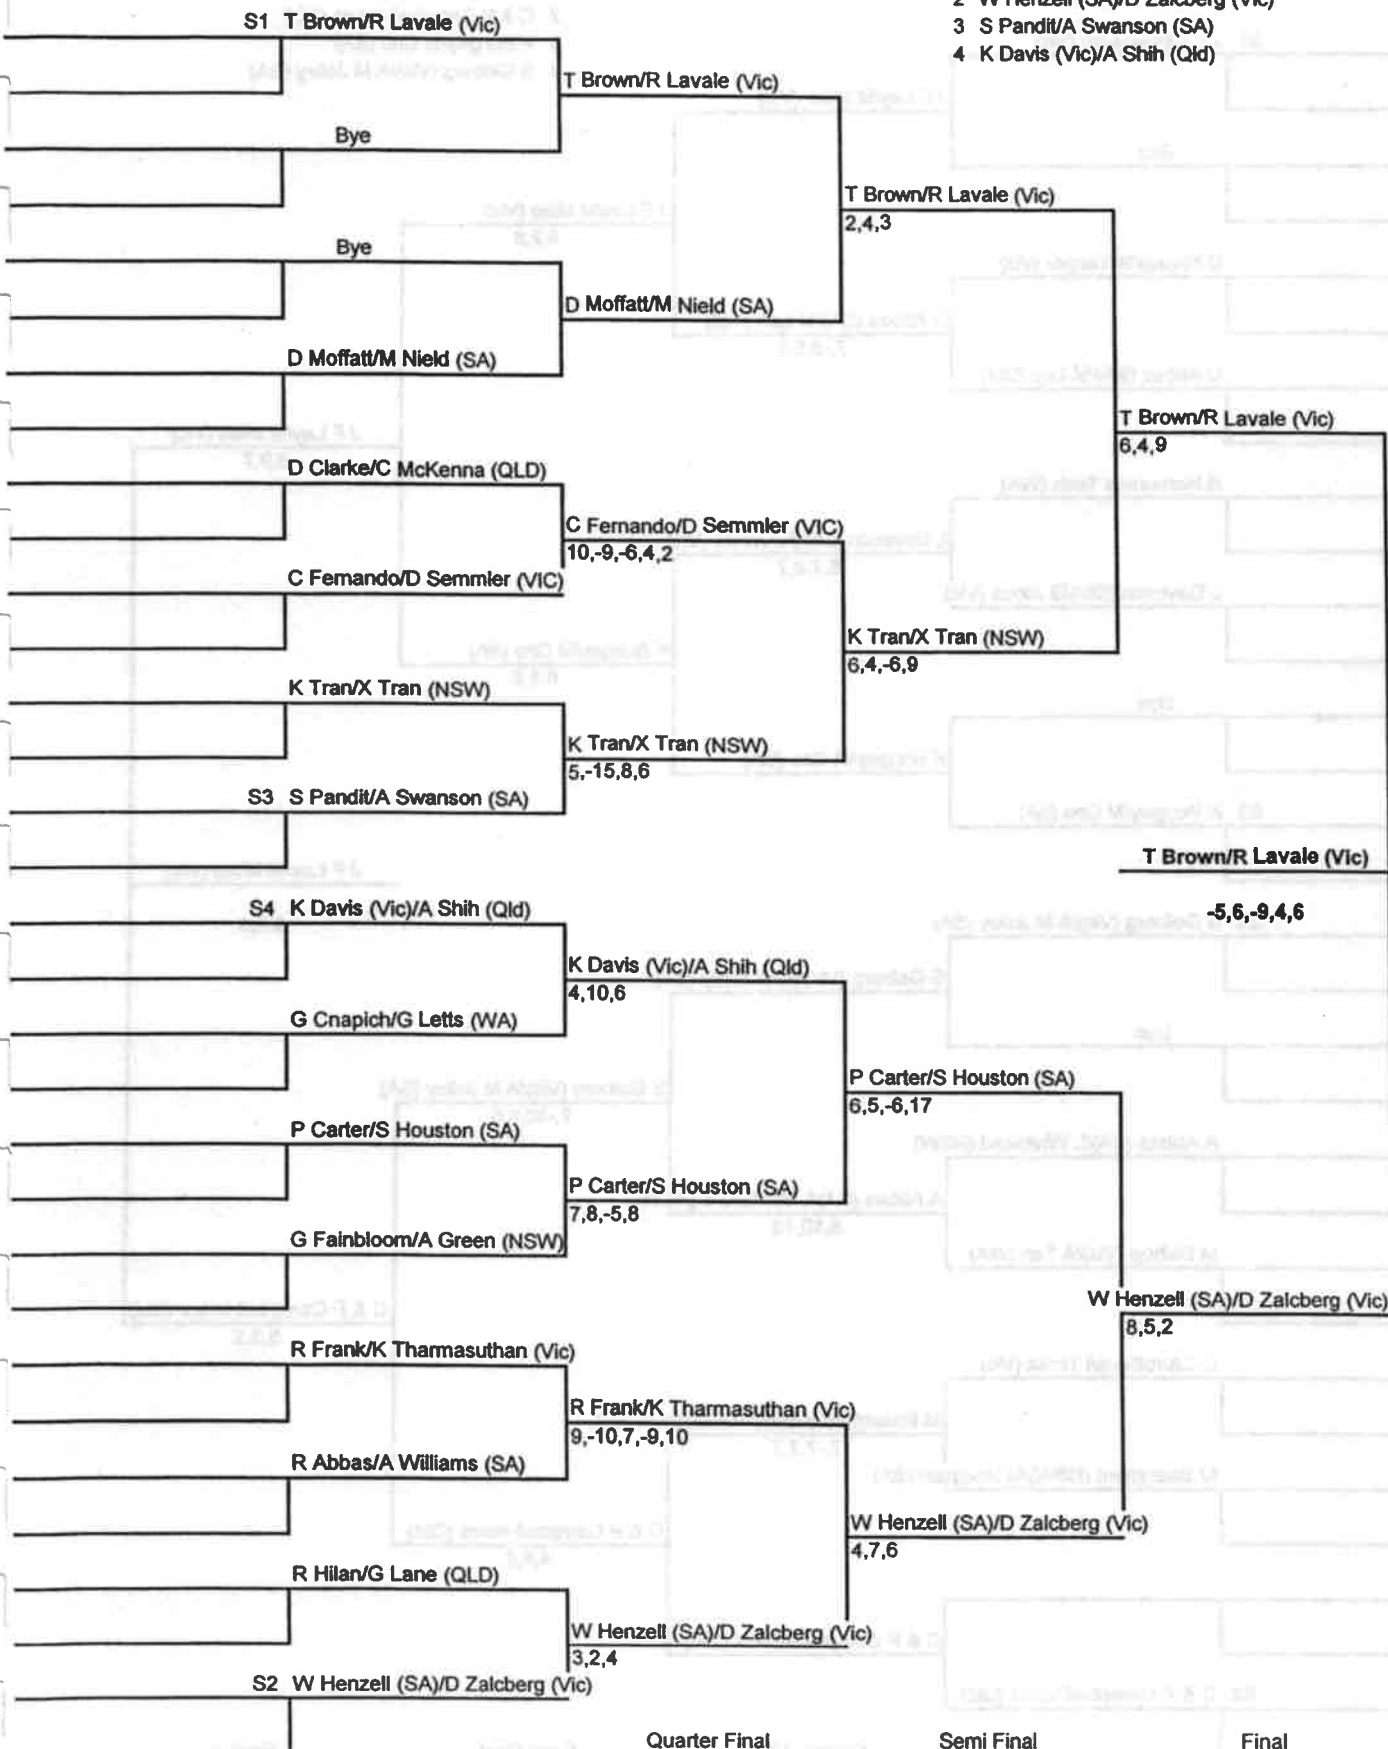 2 W Henzell (SA)/D Zalcberg (Vic)
3 S Pandit/A Swanson (SA)
4 K Davis (Vic)/A Shih (Qld)
S1 T Brown/R Lavale (Vic)
T Brown/R Lavale (Vic)
Bye
T Brown/R Lavale (Vic)
2,4,3
Bye
D Moffatt/M Nield (SA)
D Moffatt/M Nield (SA)
T Brown/R Lavale (Vic)
6,4,9
D Clarke/C McKenna (QLD)
C Fernando/D Semmler (VIC)
10,-9,-6,4,2
C Fernando/D Semmler (VIC)
K Tran/X Tran (NSW)
6,4,-6,9
K Tran/X Tran (NSW)
K Tran/X Tran (NSW)
5,-15,8,6
S3 S Pandit/A Swanson (SA)
T Brown/R Lavale (Vic)
-5,6,-9,4,6
S4 K Davis (Vic)/A Shih (Qld)
K Davis (Vic)/A Shih (Qld)
4,10,6
G Cnapich/G Letts (WA)
P Carter/S Houston (SA)
6,5,-6,17
P Carter/S Houston (SA)
P Carter/S Houston (SA)
7,8,-5,8
G Fainbloom/A Green (NSW)
W Henzell (SA)/D Zalcberg (Vic)
8,5,2
R Frank/K Tharmasuthan (Vic)
R Frank/K Tharmasuthan (Vic)
9,-10,7,-9,10
R Abbas/A Williams (SA)
W Henzell (SA)/D Zalcberg (Vic)
4,7,6
R Hilan/G Lane (QLD)
W Henzell (SA)/D Zalcberg (Vic)
3,2,4
S2 W Henzell (SA)/D Zalcberg (Vic)
Quarter Final Semi Final Final